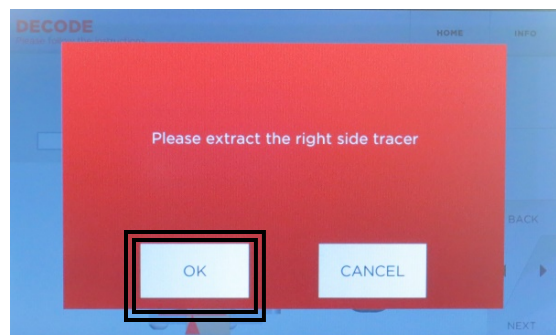 DECODE
HOME
INFO
Please extract the right side tracer
BACK
OK
CANCEL
NEXT